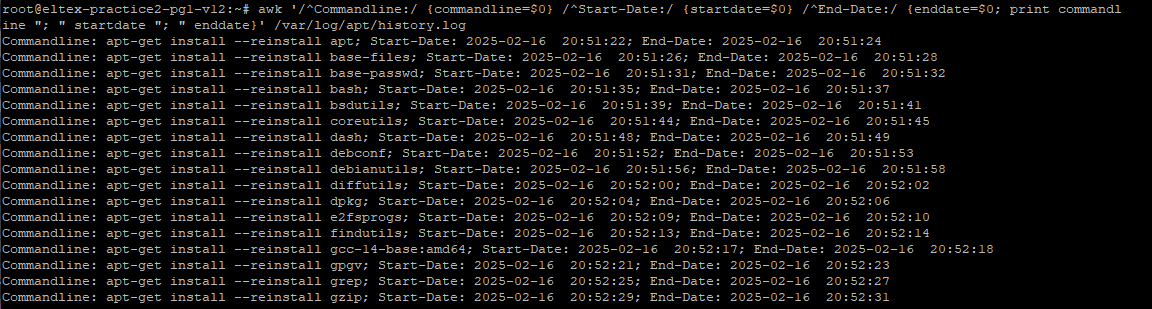 root@eltex-practice2-pg1-v12:~# awk '/^Commandline:/ {commandline=$0} /^Start-Date:/ {startdate=$0} /^End-Date:/ {enddate=$0; print commandl
ine "; " startdate "; " enddate}' /var/log/apt/history.log
Commandline: apt-get install --reinstall apt; Start-Date: 2025-02-16  20:51:22; End-Date: 2025-02-16  20:51:24
Commandline: apt-get install --reinstall base-files; Start-Date: 2025-02-16  20:51:26; End-Date: 2025-02-16  20:51:28
Commandline: apt-get install --reinstall base-passwd; Start-Date: 2025-02-16  20:51:31; End-Date: 2025-02-16  20:51:32
Commandline: apt-get install --reinstall bash; Start-Date: 2025-02-16  20:51:35; End-Date: 2025-02-16  20:51:37
Commandline: apt-get install --reinstall bsdutils; Start-Date: 2025-02-16  20:51:39; End-Date: 2025-02-16  20:51:41
Commandline: apt-get install --reinstall coreutils; Start-Date: 2025-02-16  20:51:44; End-Date: 2025-02-16  20:51:45
Commandline: apt-get install --reinstall dash; Start-Date: 2025-02-16  20:51:48; End-Date: 2025-02-16  20:51:49
Commandline: apt-get install --reinstall debconf; Start-Date: 2025-02-16  20:51:52; End-Date: 2025-02-16  20:51:53
Commandline: apt-get install --reinstall debianutils; Start-Date: 2025-02-16  20:51:56; End-Date: 2025-02-16  20:51:58
Commandline: apt-get install --reinstall diffutils; Start-Date: 2025-02-16  20:52:00; End-Date: 2025-02-16  20:52:02
Commandline: apt-get install --reinstall dpkg; Start-Date: 2025-02-16  20:52:04; End-Date: 2025-02-16  20:52:06
Commandline: apt-get install --reinstall e2fsprogs; Start-Date: 2025-02-16  20:52:09; End-Date: 2025-02-16  20:52:10
Commandline: apt-get install --reinstall findutils; Start-Date: 2025-02-16  20:52:13; End-Date: 2025-02-16  20:52:14
Commandline: apt-get install --reinstall gcc-14-base:amd64; Start-Date: 2025-02-16  20:52:17; End-Date: 2025-02-16  20:52:18
Commandline: apt-get install --reinstall gpgv; Start-Date: 2025-02-16  20:52:21; End-Date: 2025-02-16  20:52:23
Commandline: apt-get install --reinstall grep; Start-Date: 2025-02-16  20:52:25; End-Date: 2025-02-16  20:52:27
Commandline: apt-get install --reinstall gzip; Start-Date: 2025-02-16  20:52:29; End-Date: 2025-02-16  20:52:31